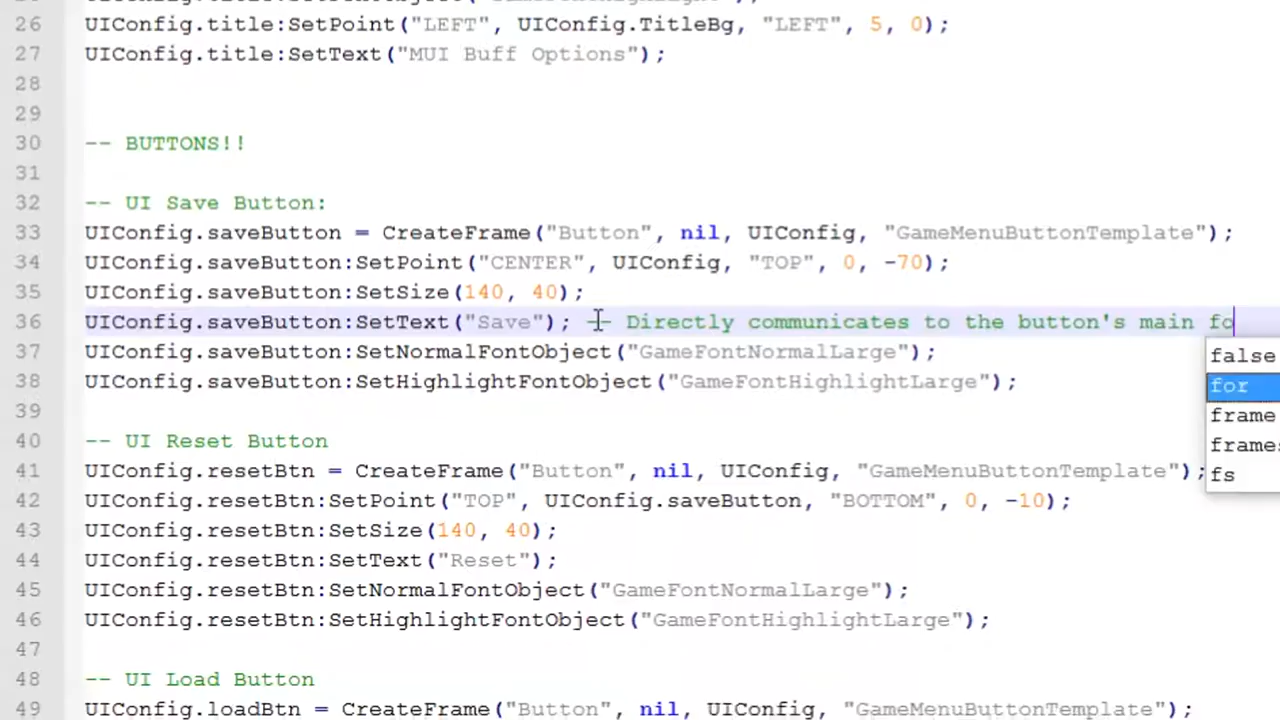 26 UIConfig.title:SetPoint("LEFT", UIConfig.TitleBg, "LEFT", 5, 0);
27 UIConfig.title:SetText("MUI Buff Options");
28
29
30 -- BUTTONS!!
31
32 -- UI Save Button:
33 UIConfig.saveButton = CreateFrame("Button", nil, UIConfig, "GameMenuButtonTemplate");
34 UIConfig.saveButton:SetPoint("CENTER", UIConfig, "TOP", 0, -70);
35 UIConfig.saveButton:SetSize(140, 40);
36 UIConfig.saveButton:SetText("Save"); -- Directly communicates to the button's main fo
37 UIConfig.saveButton:SetNormalFontObject("GameFontNormalLarge");
false
38 UIConfig.saveButton:SetHighlightFontObject("GameFontHighlightLarge");
for
39
frame
40 -- UI Reset Button
frame
41 UIConfig.resetBtn = CreateFrame("Button", nil, UIConfig, "GameMenuButtonTemplate");
fs
42 UIConfig.resetBtn:SetPoint("TOP", UIConfig.saveButton, "BOTTOM", 0, -10);
43 UIConfig.resetBtn:SetSize(140, 40);
44 UIConfig.resetBtn:SetText("Reset");
45 UIConfig.resetBtn:SetNormalFontObject("GameFontNormalLarge");
46 UIConfig.resetBtn:SetHighlightFontObject("GameFontHighlightLarge");
47
48 -- UI Load Button
49 UIConfig.loadBtn = CreateFrame("Button", nil, UIConfig, "GameMenuButtonTemplate");